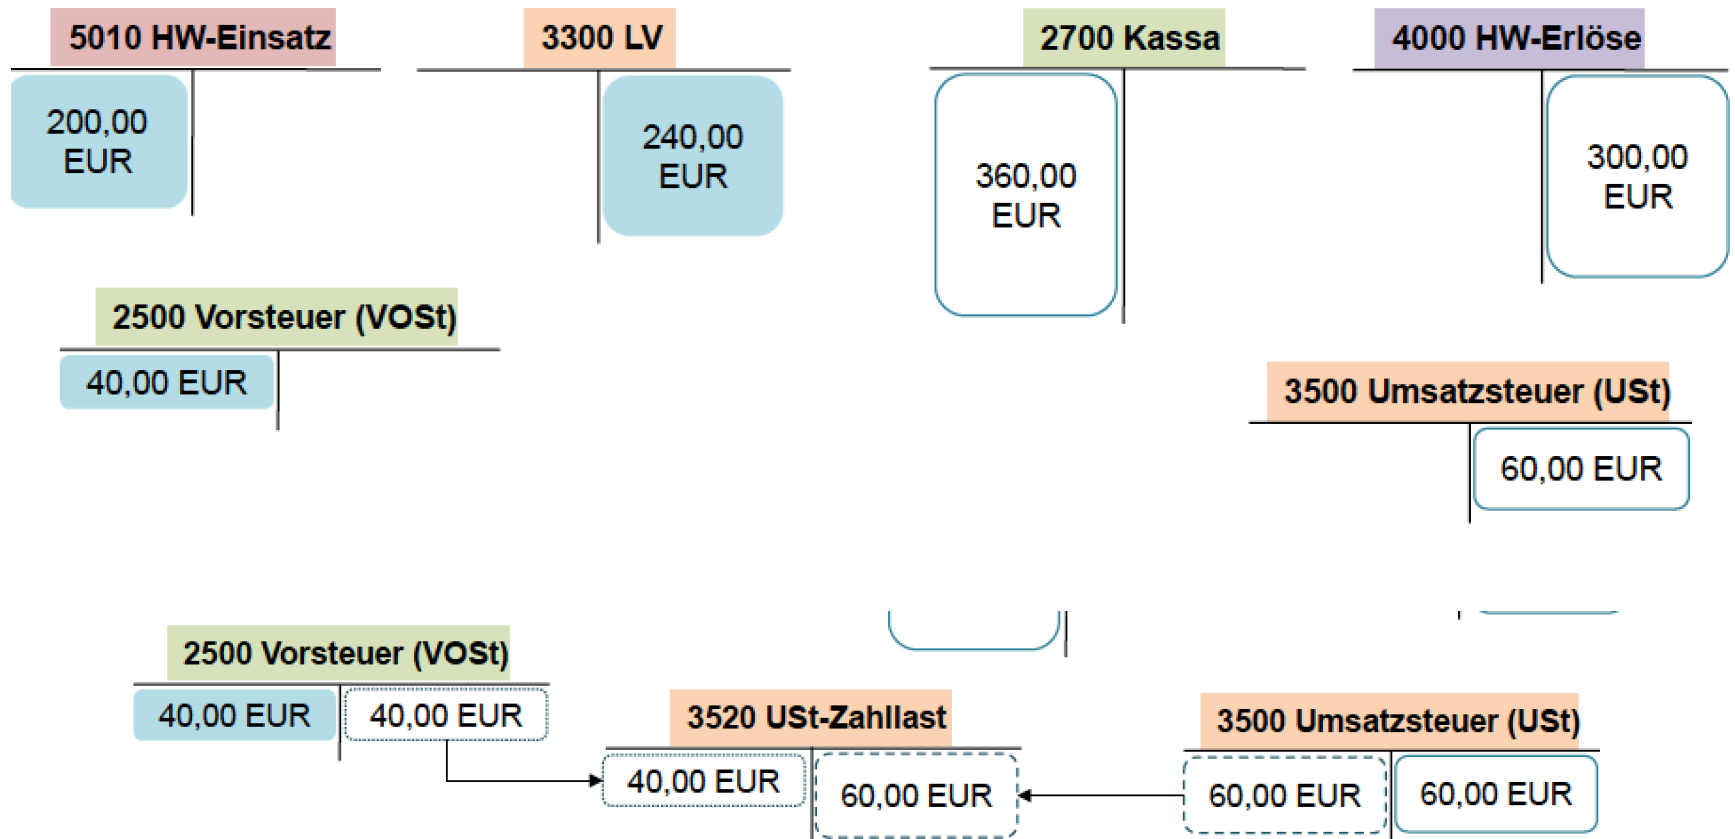 5010 HW-Einsatz
3300 LV
2700 Kassa
4000 HW-Erlöse
200,00
EUR
240,00
EUR
360,00
EUR
300,00
EUR
2500 Vorsteuer (VOSt)
40,00 EUR
3500 Umsatzsteuer (USt)
60,00 EUR
2500 Vorsteuer (VOSt)
40,00 EUR
40,00 EUR
3520 USt-Zahllast
40,00 EUR
60,00 EUR
3500 Umsatzsteuer (USt)
60,00 EUR
60,00 EUR